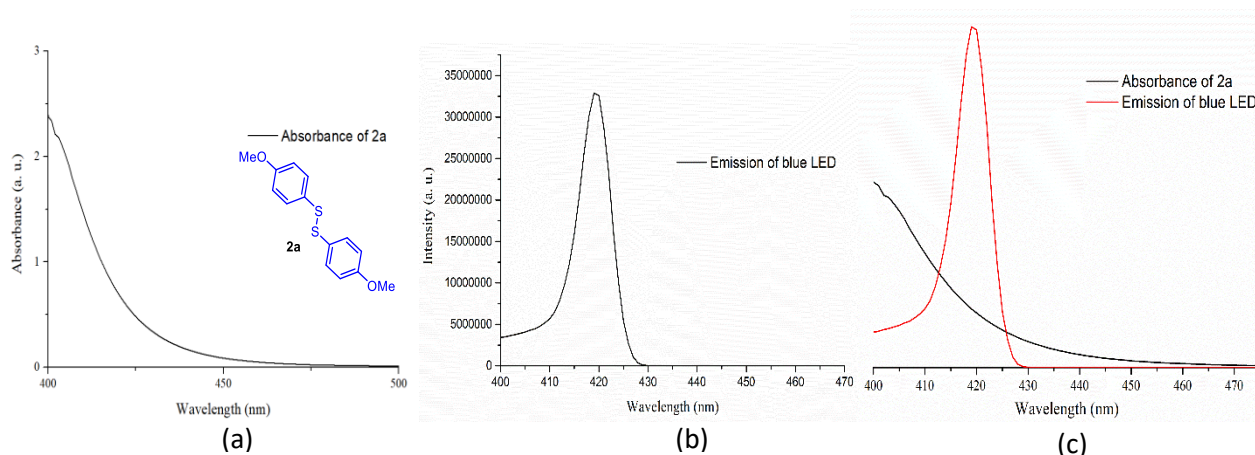 3
2
1
0
Absorbance (a. u.)
Absorbance of 2a
MeO
S
S
2a
OMe
400
450
500
Wavelength (nm)
(a)
35000000
30000000
25000000
20000000
15000000
10000000
5000000
0
Intensity (a. u.)
Emission of blue LED
400 410 420 430 440 450 460 470
Wavelength (nm)
(b)
Absorbance of 2a
Emission of blue LED
400 410 420 430 440 450 460 470
Wavelength (nm)
(c)